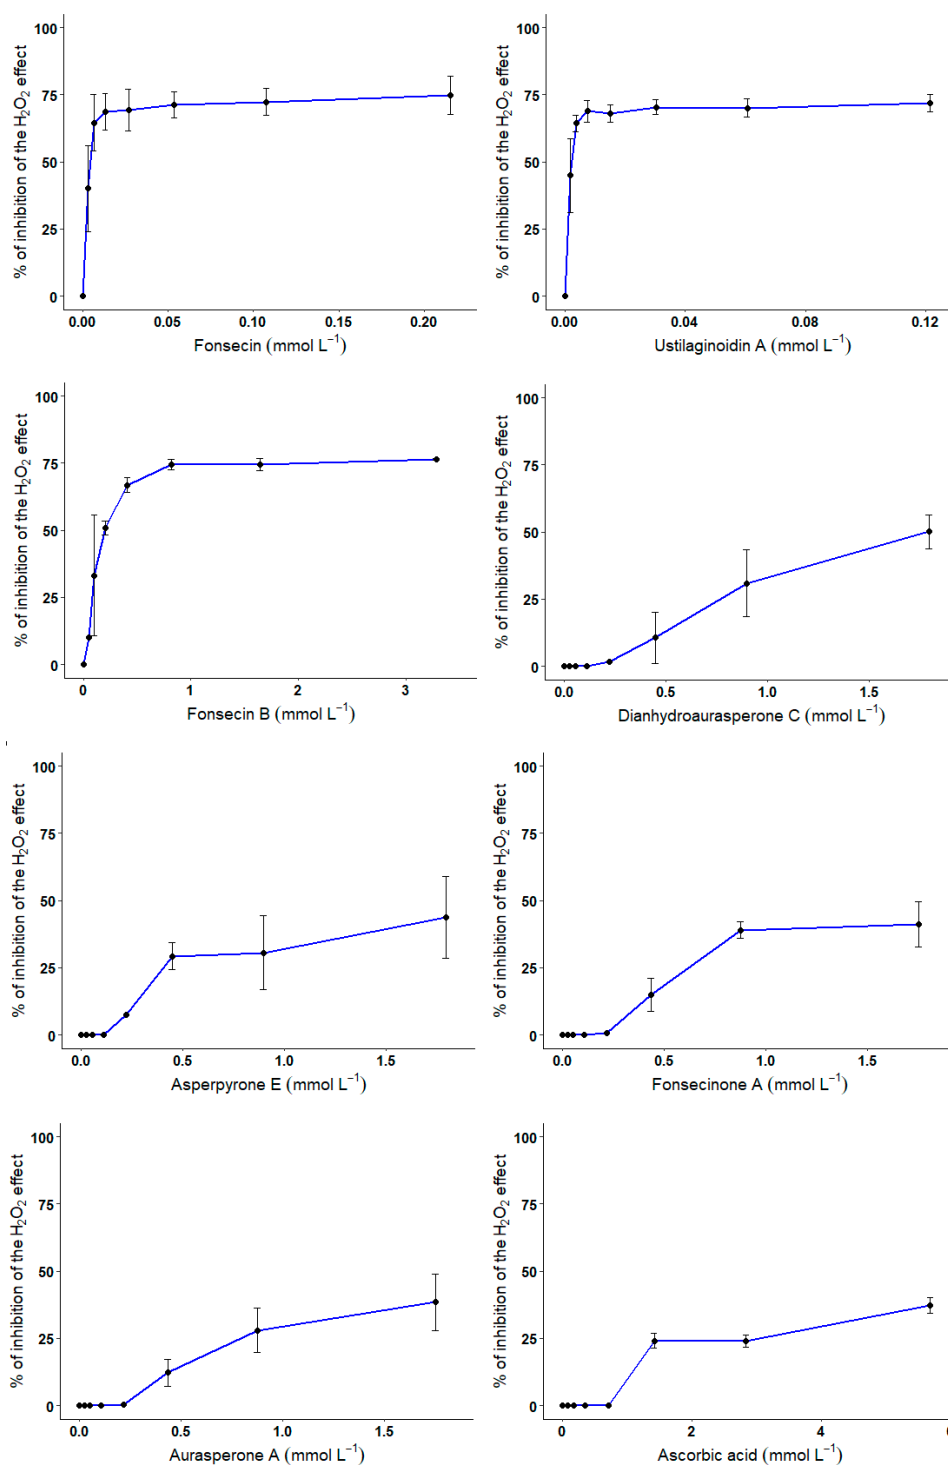 100
75
50
25
0
% of inhibition of the H₂O₂ effect
0.00 0.05 0.10 0.15 0.20
Fonsecin (mmol L⁻¹)
100
75
50
25
0
% of inhibition of the H₂O₂ effect
0.00 0.04 0.08 0.12
Ustilaginoidin A (mmol L⁻¹)
100
75
50
25
0
% of inhibition of the H₂O₂ effect
0 1 2 3
Fonsecin B (mmol L⁻¹)
100
75
50
25
0
% of inhibition of the H₂O₂ effect
0.0 0.5 1.0 1.5
Dianhydroaurasperone C (mmol L⁻¹)
100
75
50
25
0
% of inhibition of the H₂O₂ effect
0.0 0.5 1.0 1.5
Asperpyrone E (mmol L⁻¹)
100
75
50
25
0
% of inhibition of the H₂O₂ effect
0.0 0.5 1.0 1.5
Fonsecinone A (mmol L⁻¹)
100
75
50
25
0
% of inhibition of the H₂O₂ effect
0.0 0.5 1.0 1.5
Aurasperone A (mmol L⁻¹)
100
75
50
25
0
% of inhibition of the H₂O₂ effect
0 2 4 6
Ascorbic acid (mmol L⁻¹)